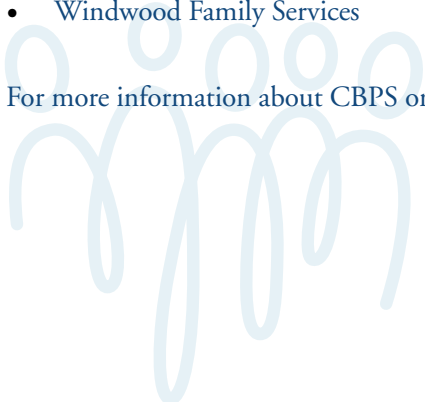 • Windwood Family Services
For more information about CBPS or